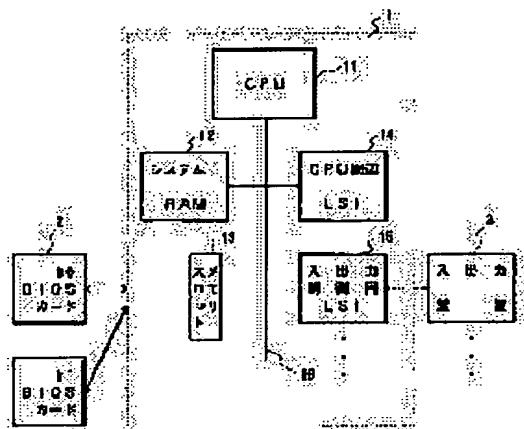 1
CPU
11
12
システム
RAM
14
CPU周辺
LSI
13
メモリ
スロット
15
入出力
制御用
LSI
3
入出力
装置
2
BIOS
カード
BIOS
カード